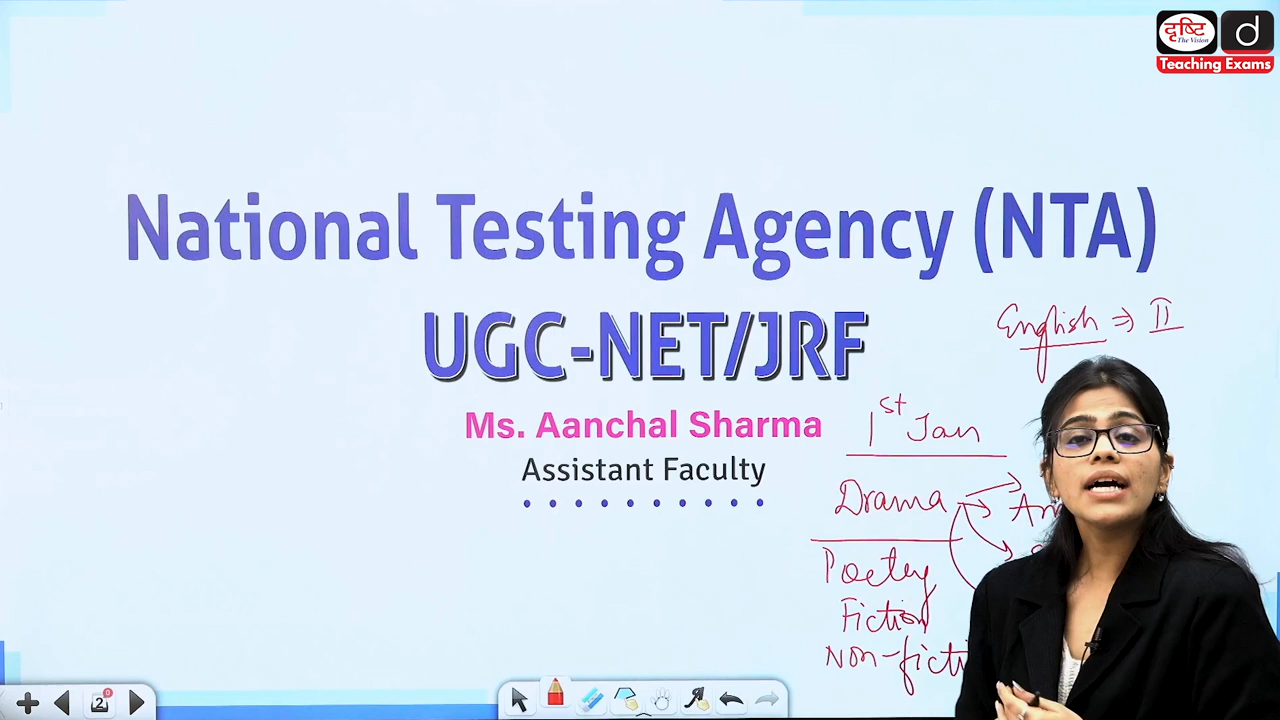 दृष्टि
The Vision
d
Teaching Exams
National Testing Agency (NTA)
English ⇒ II
UGC-NET/JRF
Ms. Aanchal Sharma
1st Jan
Assistant Faculty
Drama
Poetry
Fiction
2
0